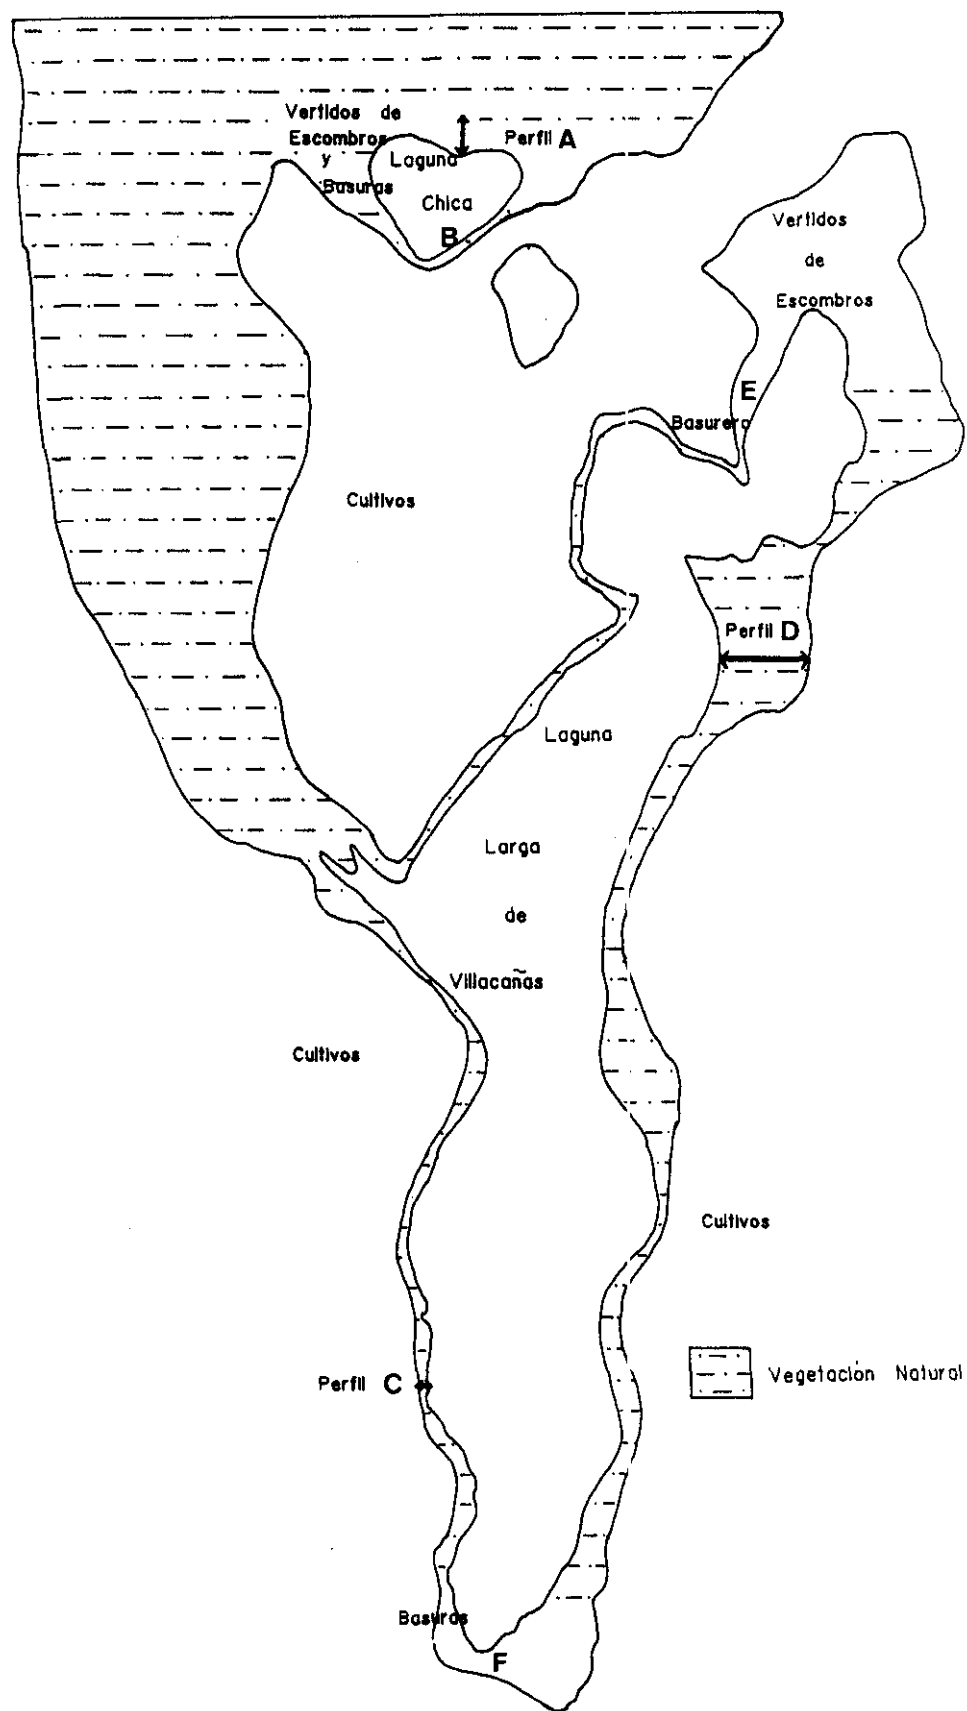 Vertidos de
Escombros
y
Basuras
Perfil A
Laguna
Chica
B
Vertidos
de
Escombros
E
Basurero
Cultivos
Perfil D
Laguna
Larga
de
Villacañas
Cultivos
Cultivos
Perfil C
Vegetación Natural
Basuras
F